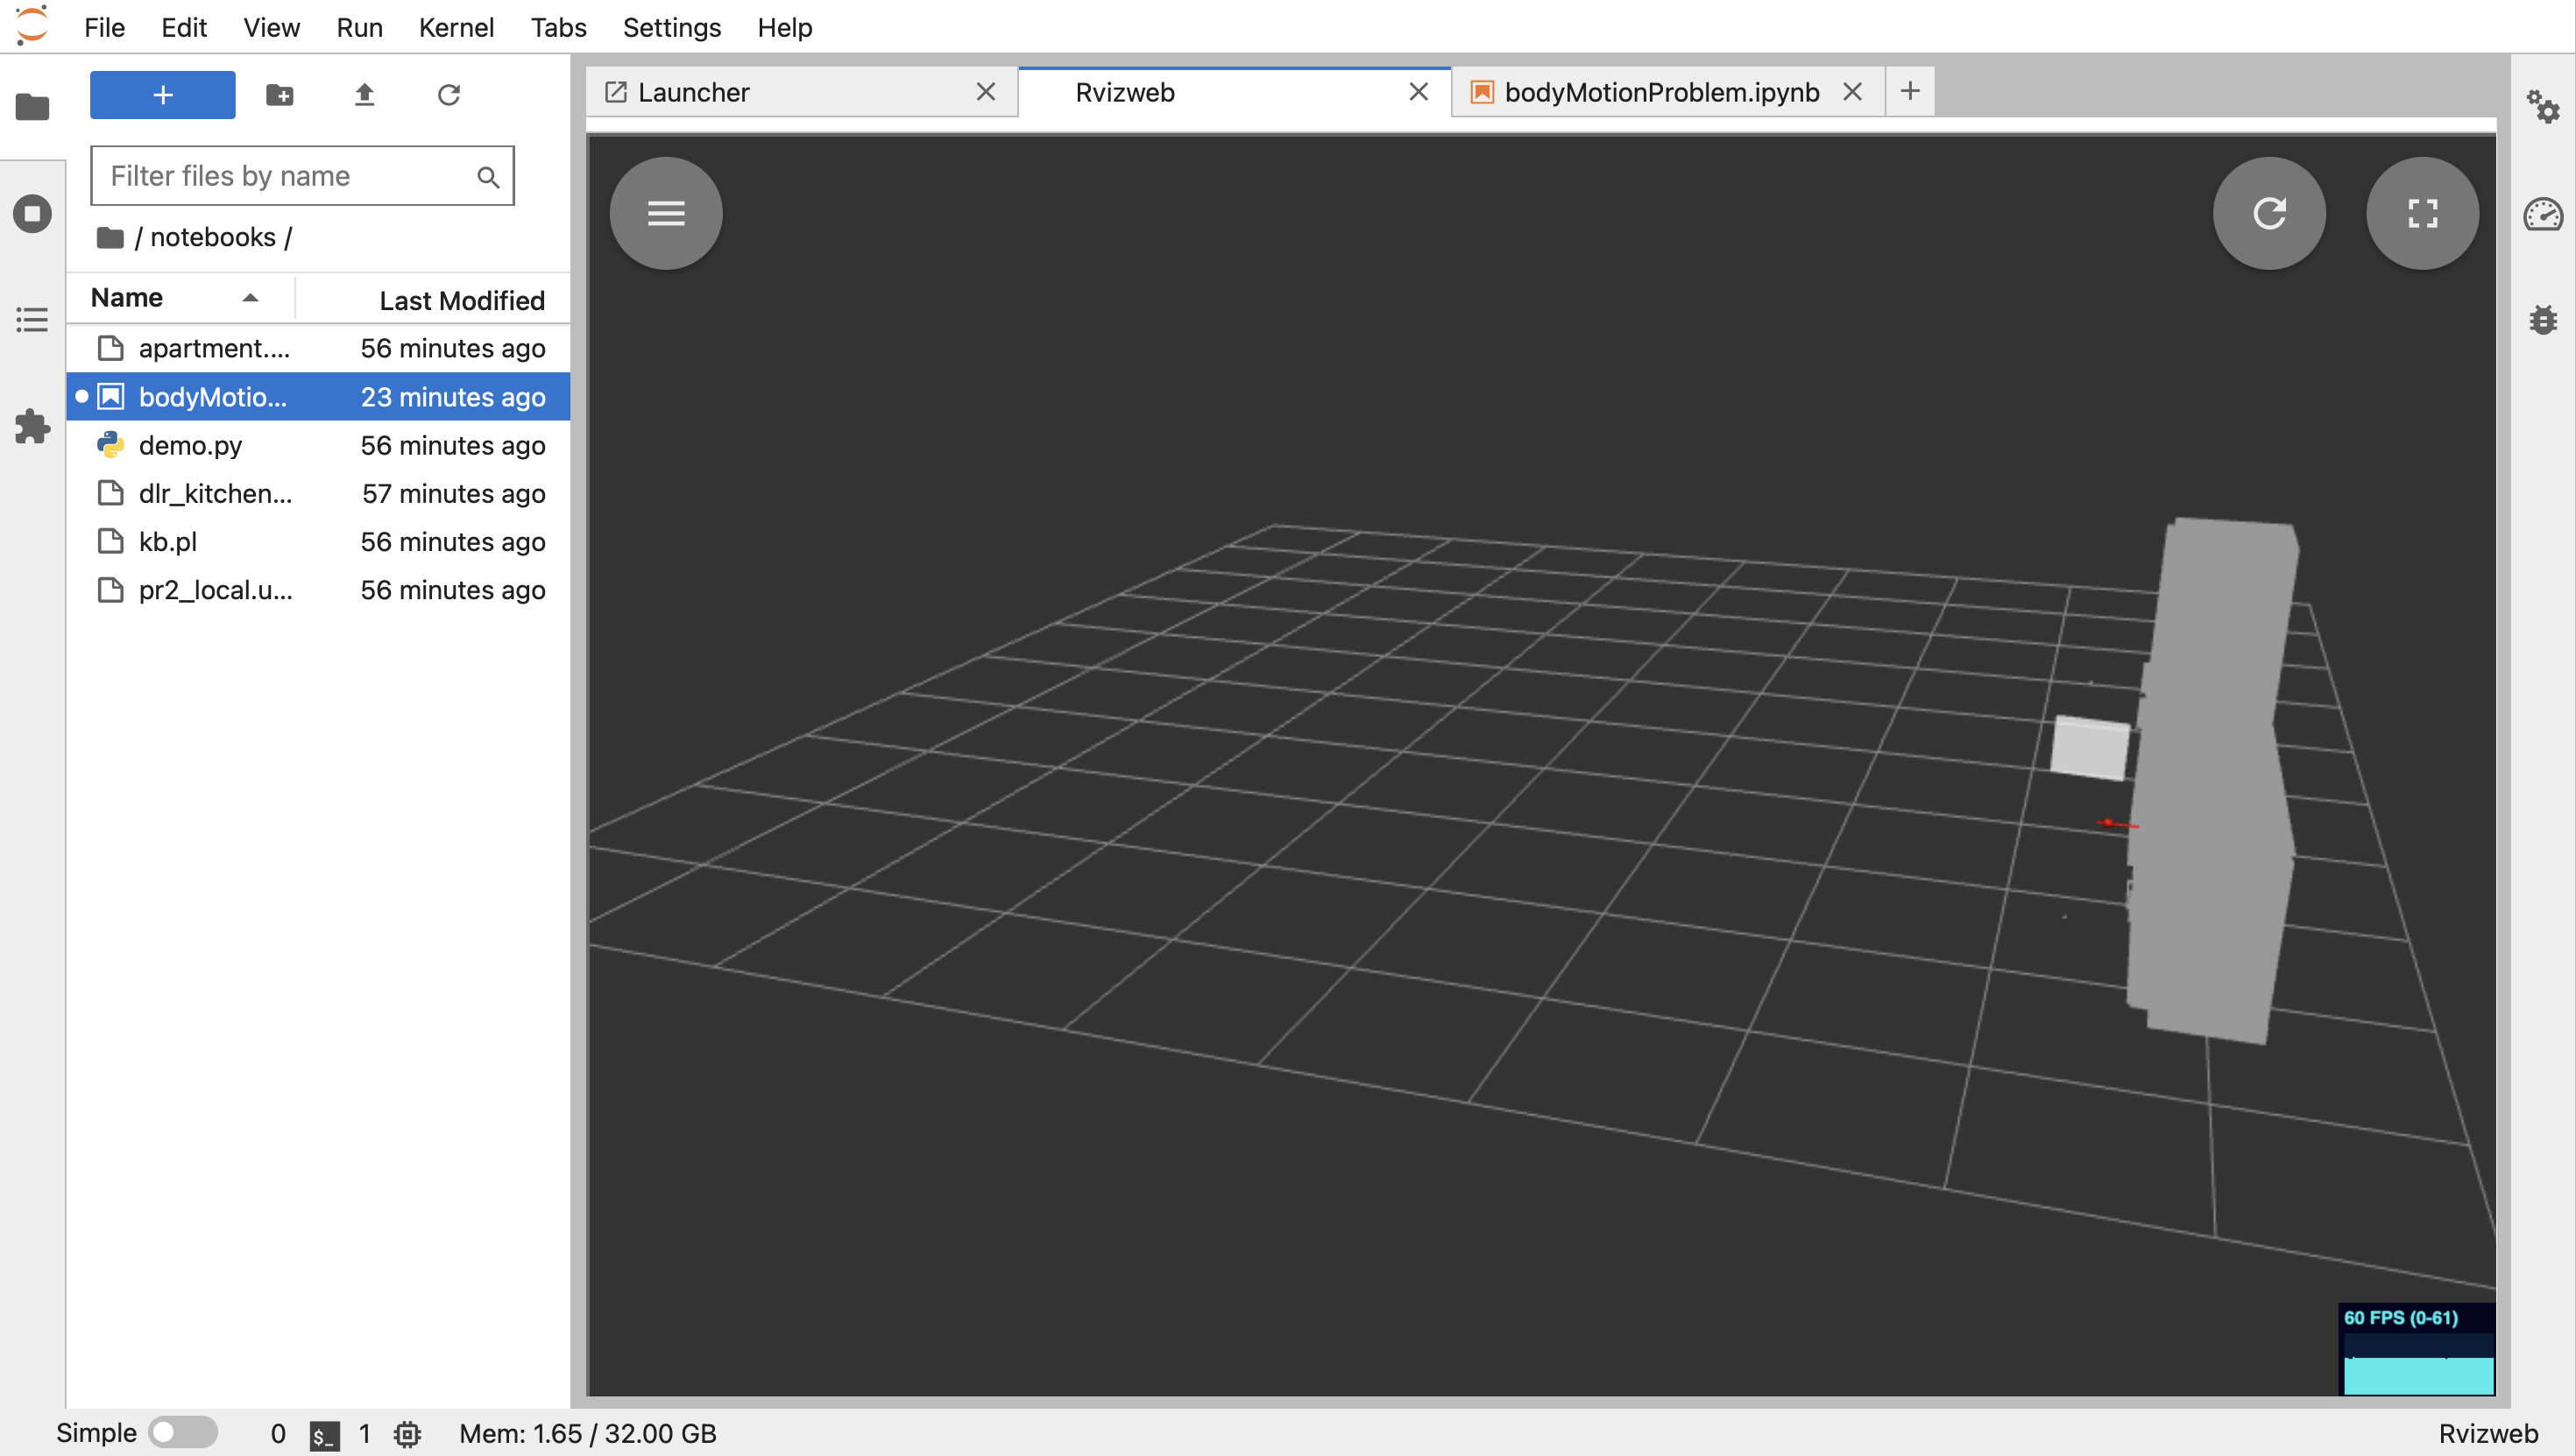 File Edit View Run Kernel Tabs Settings Help
+
Launcher Rvizweb bodyMotionProblem.ipynb
Filter files by name
/ notebooks /
Name Last Modified
apartment.... 56 minutes ago
bodyMotio... 23 minutes ago
demo.py 56 minutes ago
dlr_kitchen... 57 minutes ago
kb.pl 56 minutes ago
pr2_local.u... 56 minutes ago
60 FPS (0-61)
Simple 0 $_ 1 Mem: 1.65 / 32.00 GB Rvizweb